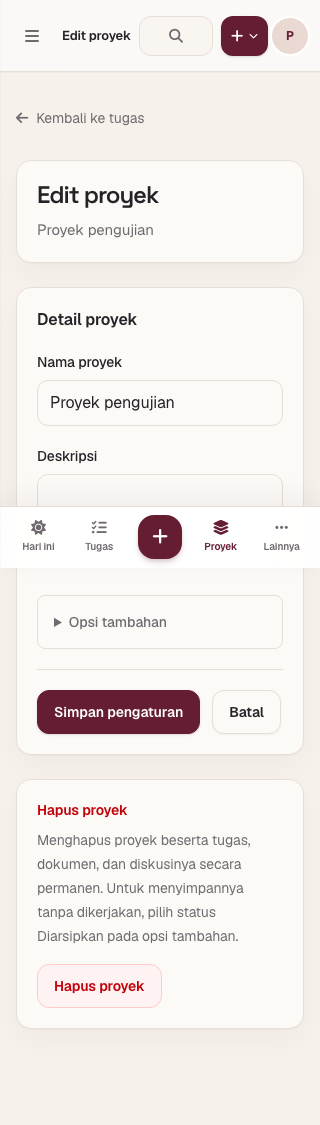 Edit proyek
P
Kembali ke tugas
Edit proyek
Proyek pengujian
Detail proyek
Nama proyek
Proyek pengujian
Deskripsi
Hari ini
Tugas
Proyek
Lainnya
Opsi tambahan
Simpan pengaturan
Batal
Hapus proyek
Menghapus proyek beserta tugas,
dokumen, dan diskusinya secara
permanen. Untuk menyimpannya
tanpa dikerjakan, pilih status
Diarsipkan pada opsi tambahan.
Hapus proyek